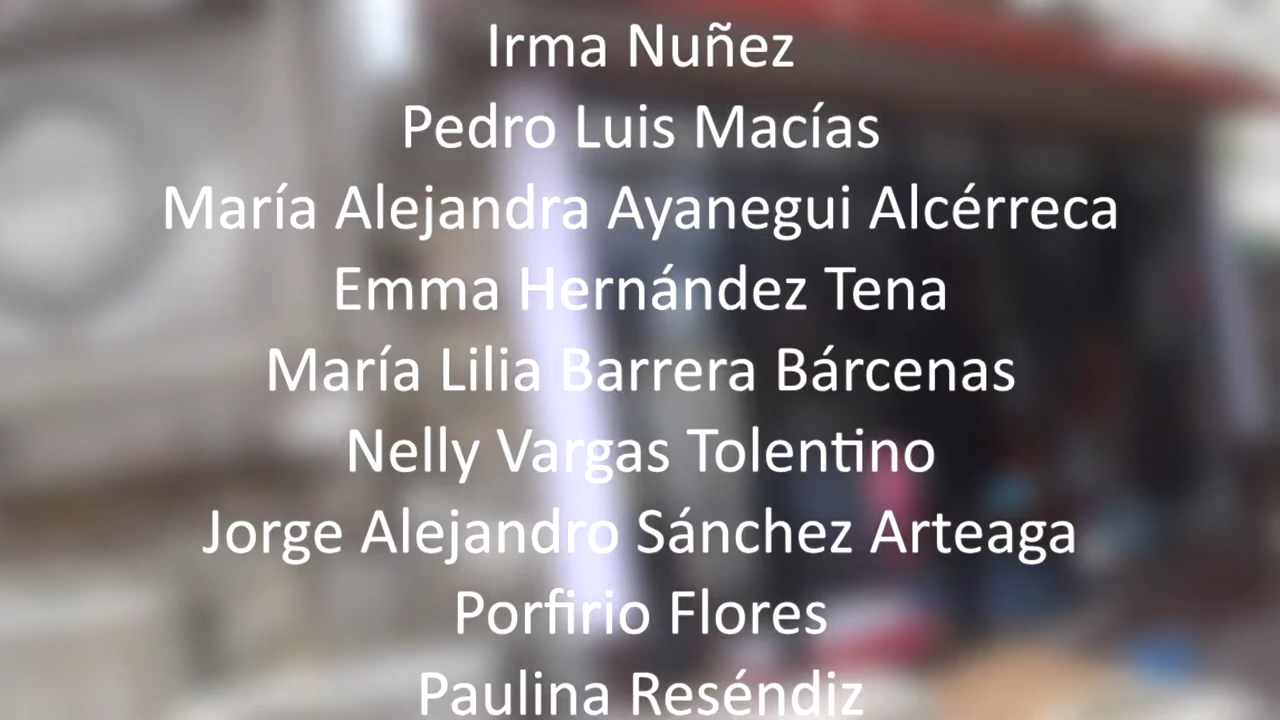 Irma Nuñez
Pedro Luis Macías
María Alejandra Ayanegui Alcérreca
Emma Hernández Tena
María Lilia Barrera Bárcenas
Nelly Vargas Tolentino
Jorge Alejandro Sánchez Arteaga
Porfirio Flores
Paulina Reséndiz